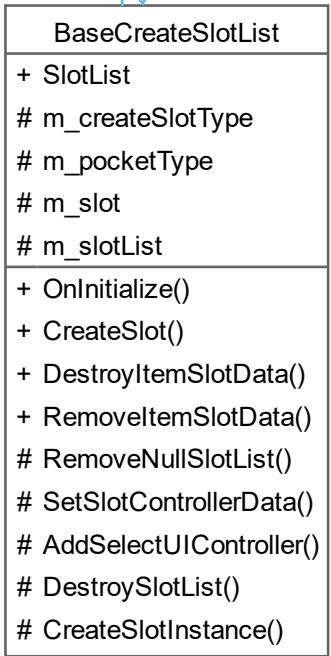 BaseCreateSlotList
+ SlotList
# m_createSlotType
# m_pocketType
# m_slot
# m_slotList
+ OnInitialize()
+ CreateSlot()
+ DestroyItemSlotData()
+ RemoveItemSlotData()
# RemoveNullSlotList()
# SetSlotControllerData()
# AddSelectUIController()
# DestroySlotList()
# CreateSlotInstance()